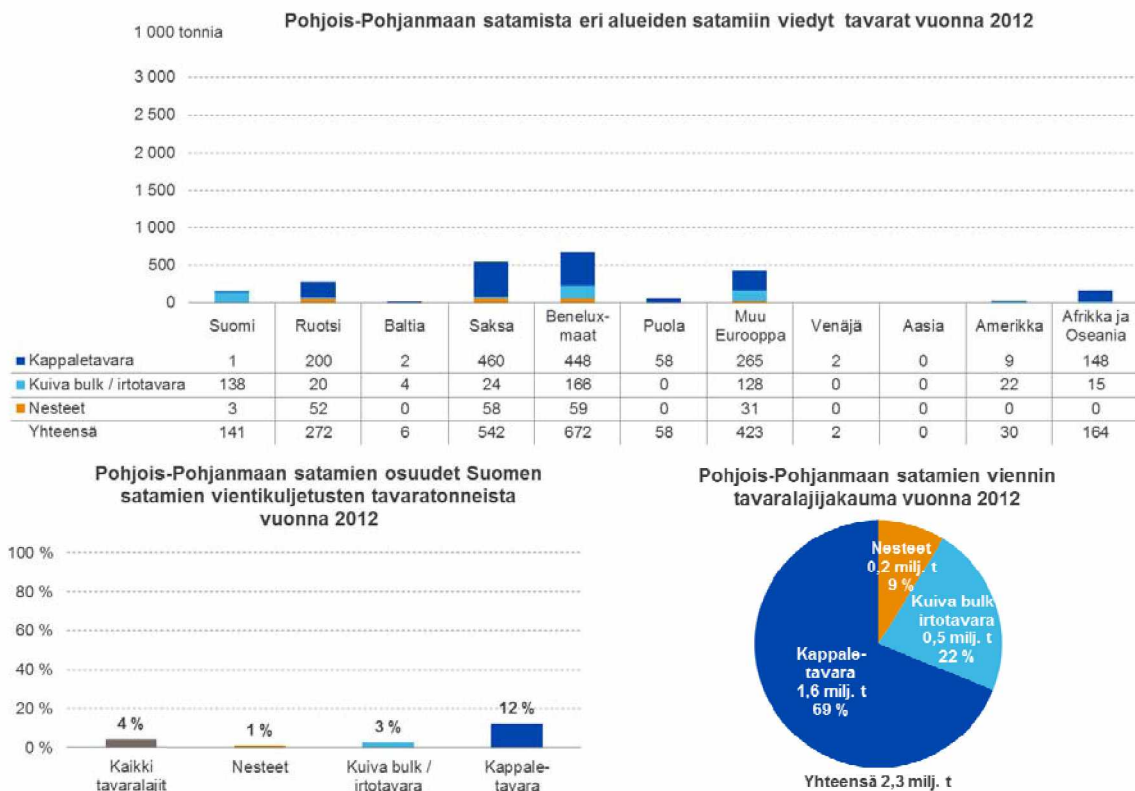 Pohjois-Pohjanmaan satamista eri alueiden satamiin viedyt tavarat vuonna 2012
1 000 tonnia
3 000
2 500
2 000
1 500
1 000
500
0
Suomi Ruotsi Baltia Saksa Benelux-maat Puola Muu Eurooppa Venäjä Aasia Amerikka Afrikka ja Oseania
Kappaletavara 1 200 2 460 448 58 265 2 0 9 148
Kuiva bulk / irtotavara 138 20 4 24 166 0 128 0 0 22 15
Nesteet 3 52 0 58 59 0 31 0 0 0 0
Yhteensä 141 272 6 542 672 58 423 2 0 30 164
Pohjois-Pohjanmaan satamien osuudet Suomen
satamien vientikuljetusten tavaratonneista
vuonna 2012
100 %
80 %
60 %
40 %
20 %
0 %
4 %
1 %
3 %
12 %
Kaikki
tavaralajit
Nesteet
Kuiva bulk /
irtotavara
Kappale-
tavara
Pohjois-Pohjanmaan satamien viennin
tavaralajijakauma vuonna 2012
Nesteet
0,2 milj. t
9 %
Kuiva bulk
irtotavara
0,5 milj. t
22 %
Kappale-
tavara
1,6 milj. t
69 %
Yhteensä 2,3 milj. t